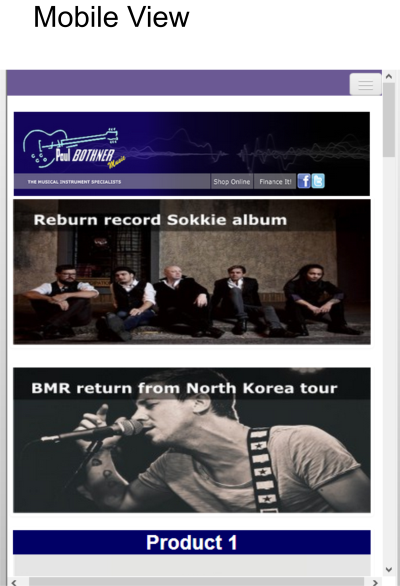 Mobile View
Paul BOTHNER
Music
THE MUSICAL INSTRUMENT SPECIALISTS
Shop Online
Finance It!
Reburn record Sokkie album
BMR return from North Korea tour
Product 1